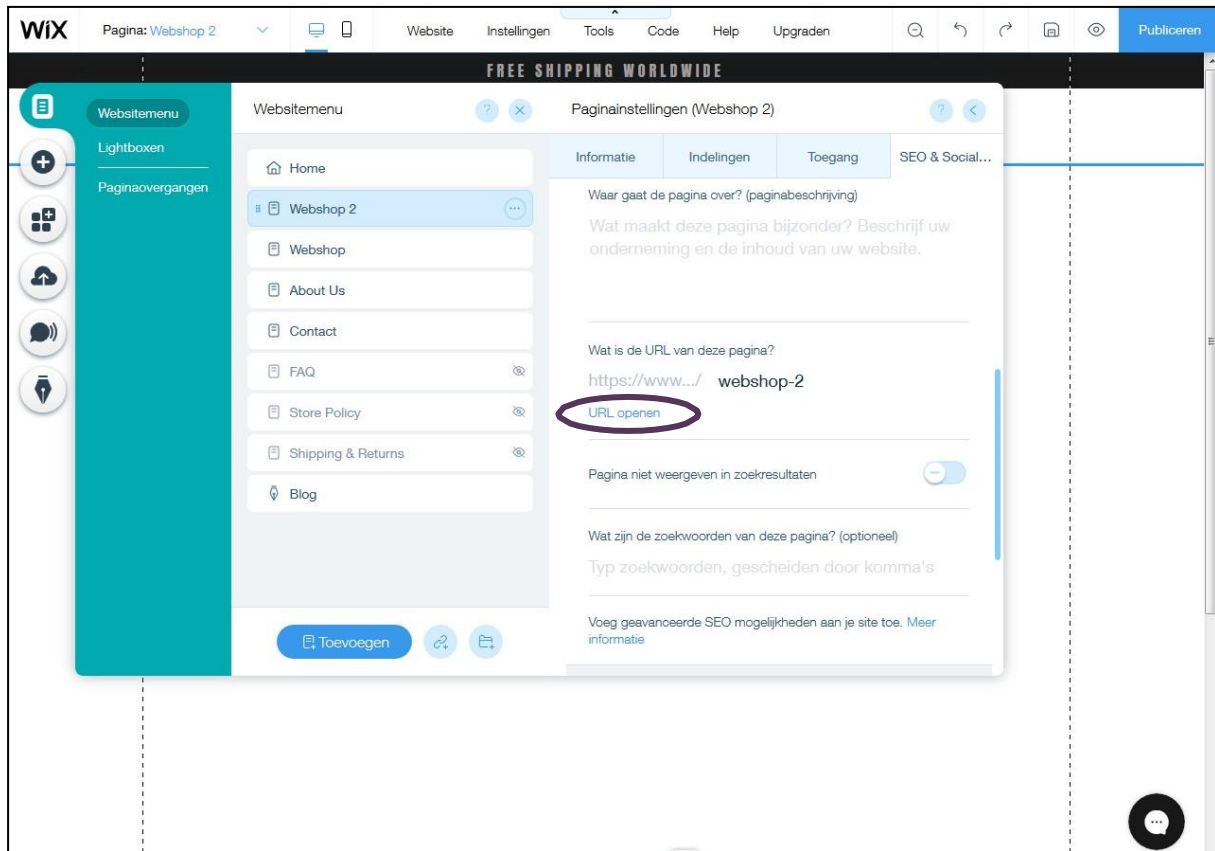 WiX
Pagina: Webshop 2
Website
Instellingen
Tools
Code
Help
Upgraden
Publiceren
FREE SHIPPING WORLDWIDE
Websitemenu
Lightboxen
Paginaovergangen
Websitemenu
?
Home
Webshop 2
Webshop
About Us
Contact
FAQ
Store Policy
Shipping & Returns
Blog
Toevoegen
Paginainstellingen (Webshop 2)
?
Informatie
Indelingen
Toegang
SEO & Social...
Waar gaat de pagina over? (paginabeschrijving)
Wat maakt deze pagina bijzonder? Beschrijf uw
onderneming en de inhoud van uw website.
Wat is de URL van deze pagina?
https://www.../ webshop-2
URL openen
Pagina niet weergeven in zoekresultaten
Wat zijn de zoekwoorden van deze pagina? (optioneel)
Typ zoekwoorden, gescheiden door komma's
Voeg geavanceerde SEO mogelijkheden aan je site toe. Meer
informatie